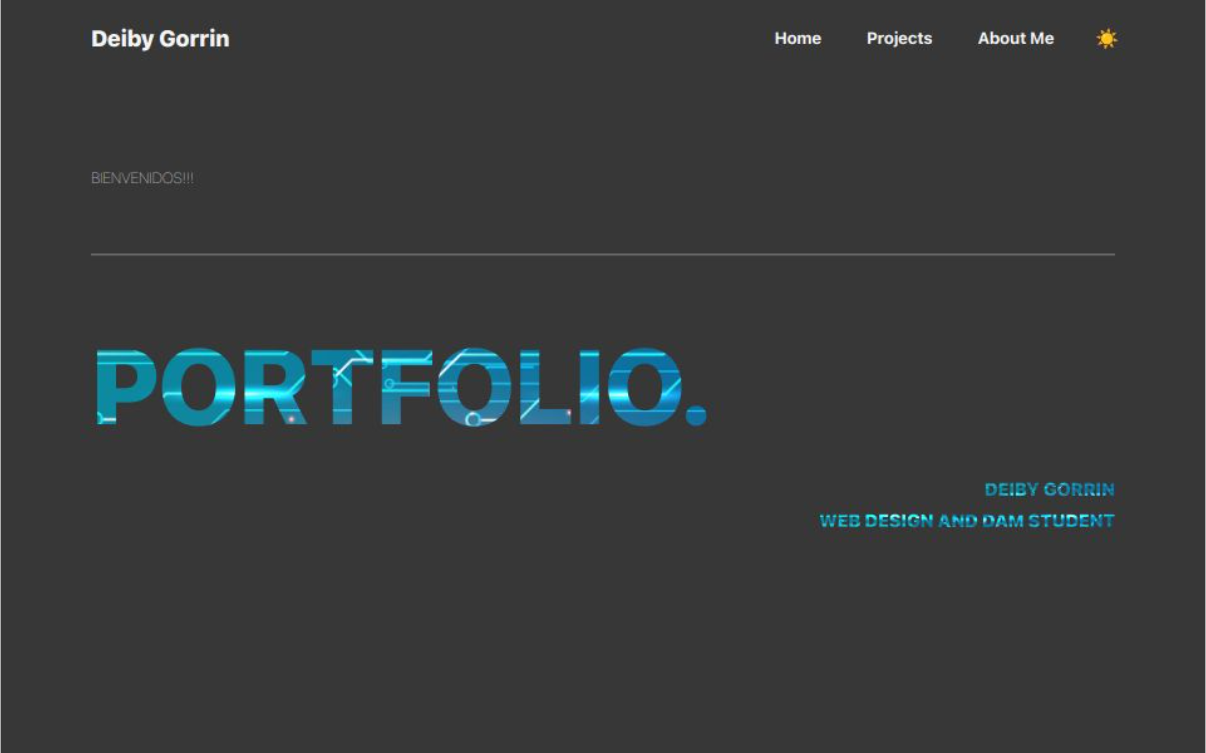 Deiby Gorrin
Home Projects About Me
BIENVENIDOS!!!
PORTFOLIO.
DEIBY GORRIN
WEB DESIGN AND DAM STUDENT